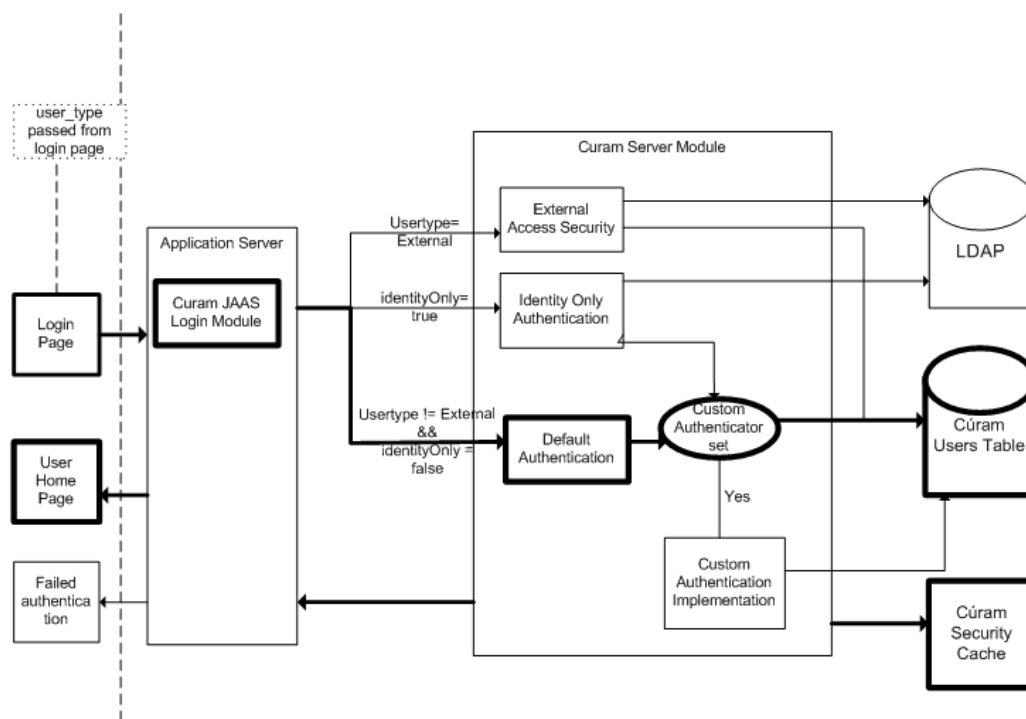 user_type
passed from
login page
Curam Server Module
Usertype=
External
External
Access Security
LDAP
Application Server
Curam JAAS
Login Module
identityOnly=
true
Identity Only
Authentication
Login
Page
Usertype != External
&&
identityOnly =
false
Default
Authentication
Custom
Authenticator
set
Cúram
Users Table
User
Home
Page
Yes
Failed
authentica
tion
Custom
Authentication
Implementation
Cúram
Security
Cache